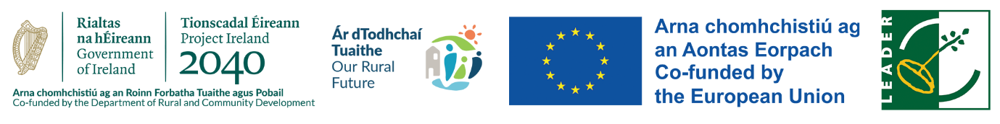 Rialtas
na hÉireann
Government
of Ireland
Tionscadal Éireann
Project Ireland
2040
Arna chomhchistiú ag an Roinn Forbatha Tuaithe agus Pobail
Co-funded by the Department of Rural and Community Development
Ár dTodhchaí
Tuaithe
Our Rural
Future
Arna chomhchistiú ag
an Aontas Eorpach
Co-funded by
the European Union
LEADER